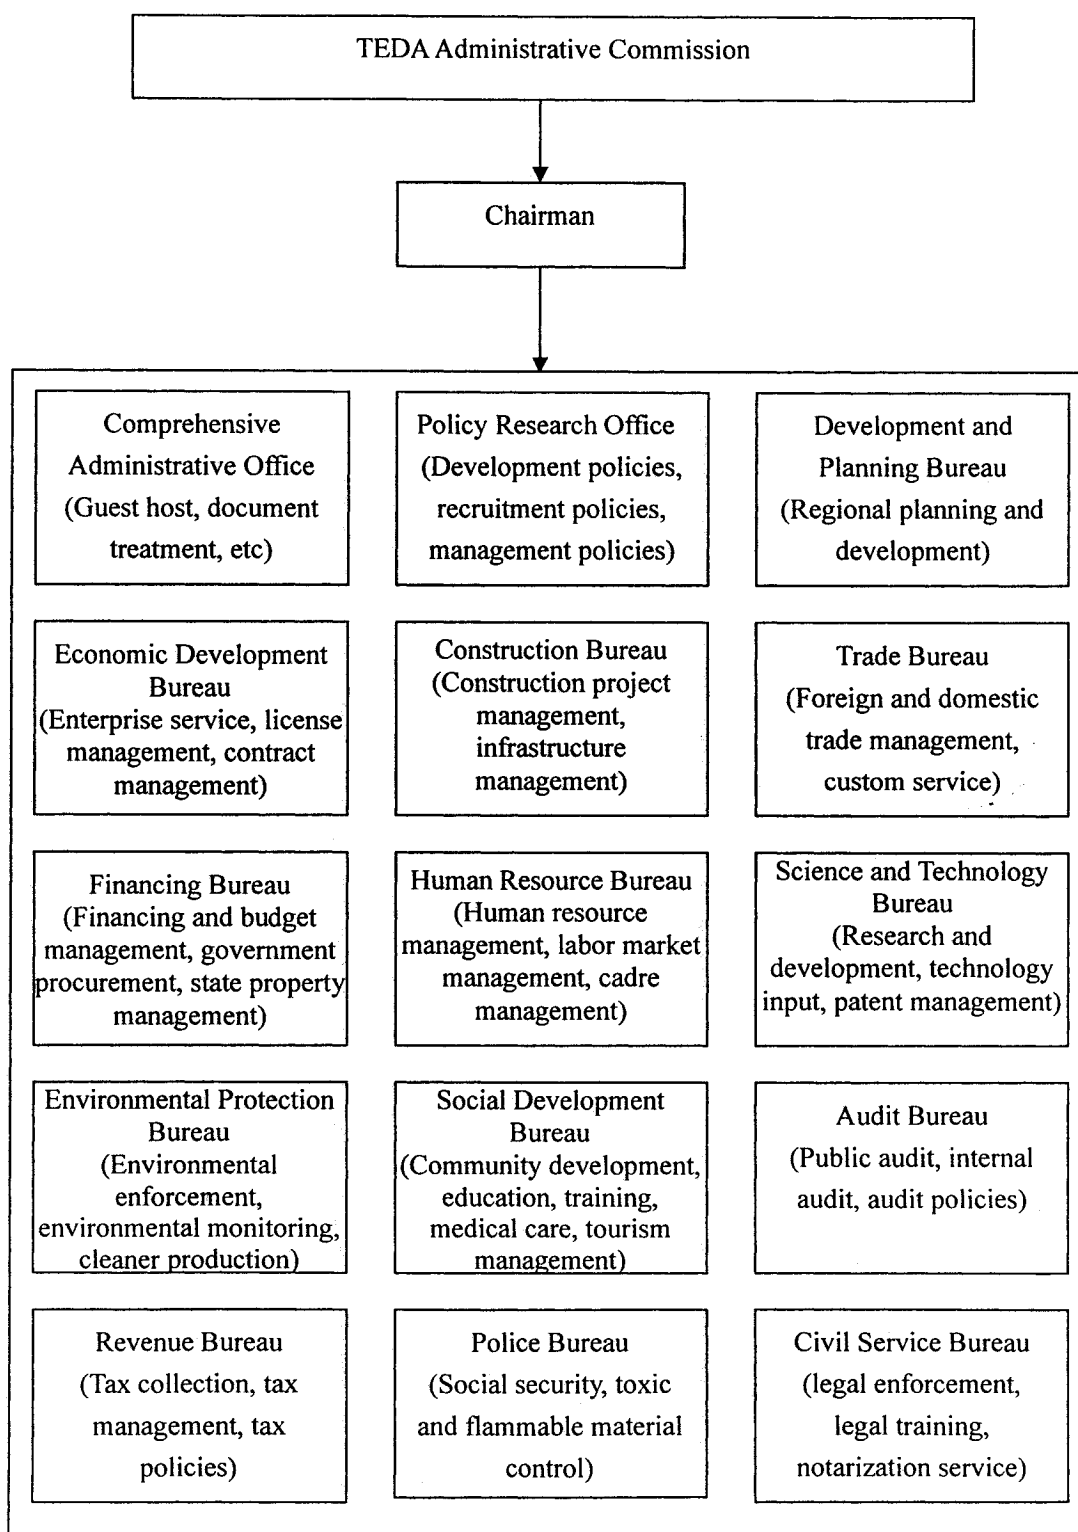 TEDA Administrative Commission
Chairman
Comprehensive
Administrative Office
(Guest host, document
treatment, etc)
Policy Research Office
(Development policies,
recruitment policies,
management policies)
Development and
Planning Bureau
(Regional planning and
development)
Economic Development
Bureau
(Enterprise service, license
management, contract
management)
Construction Bureau
(Construction project
management,
infrastructure
management)
Trade Bureau
(Foreign and domestic
trade management,
custom service)
Financing Bureau
(Financing and budget
management, government
procurement, state property
management)
Human Resource Bureau
(Human resource
management, labor market
management, cadre
management)
Science and Technology
Bureau
(Research and
development, technology
input, patent management)
Environmental Protection
Bureau
(Environmental
enforcement,
environmental monitoring,
cleaner production)
Social Development
Bureau
(Community development,
education, training,
medical care, tourism
management)
Audit Bureau
(Public audit, internal
audit, audit policies)
Revenue Bureau
(Tax collection, tax
management, tax
policies)
Police Bureau
(Social security, toxic
and flammable material
control)
Civil Service Bureau
(legal enforcement,
legal training,
notarization service)